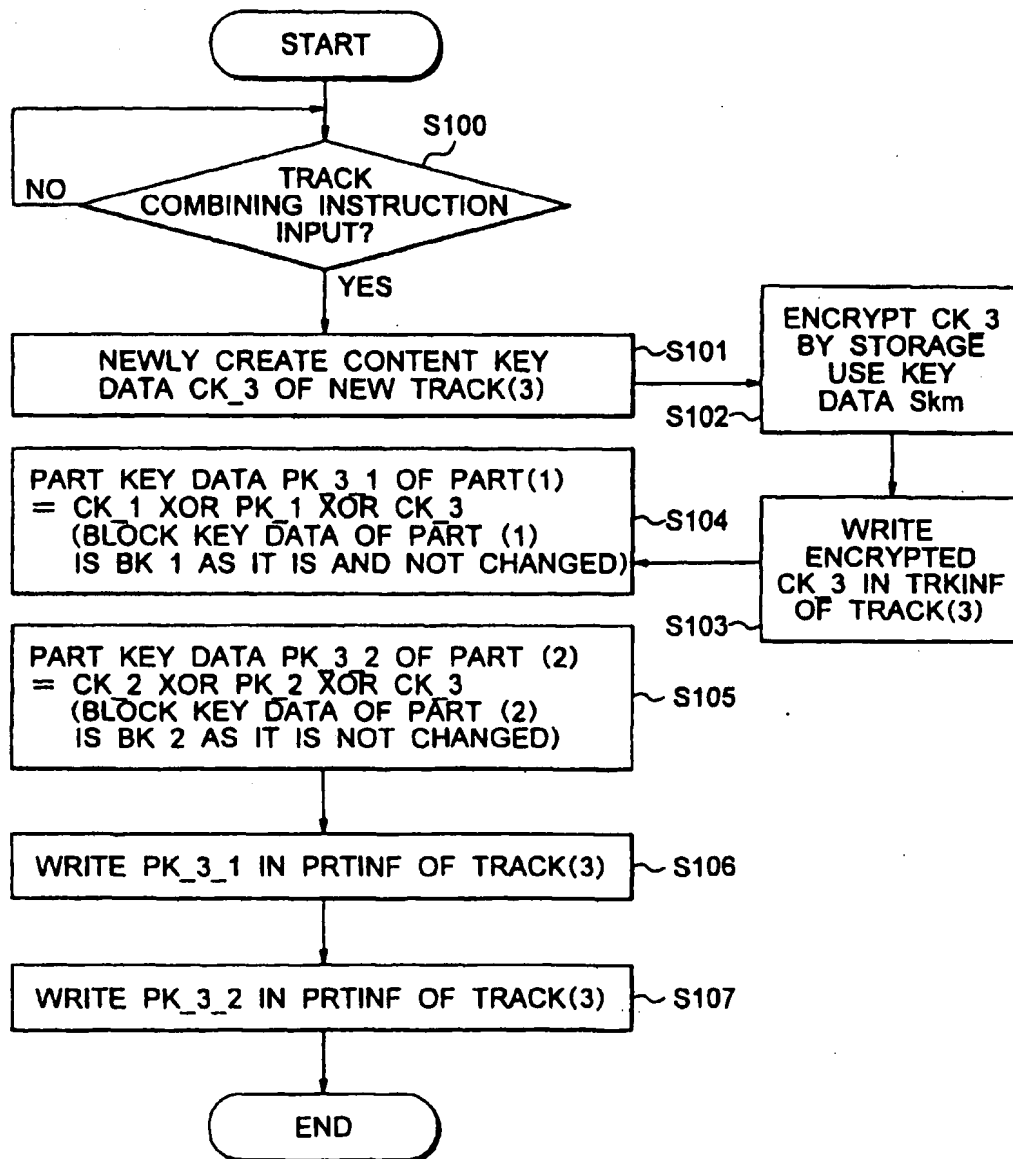 START
S100
NO
TRACK
COMBINING INSTRUCTION
INPUT?
YES
NEWLY CREATE CONTENT KEY
DATA CK_3 OF NEW TRACK(3)
S101
ENCRYPT CK_3
BY STORAGE
USE KEY
DATA Skm
S102
WRITE
ENCRYPTED
CK_3 IN TRKINF
OF TRACK(3)
S103
PART KEY DATA PK_3_1 OF PART(1)
= CK_1 XOR PK_1 XOR CK_3
(BLOCK KEY DATA OF PART (1)
IS BK 1 AS IT IS AND NOT CHANGED)
S104
PART KEY DATA PK_3_2 OF PART (2)
= CK_2 XOR PK_2 XOR CK_3
(BLOCK KEY DATA OF PART (2)
IS BK 2 AS IT IS NOT CHANGED)
S105
WRITE PK_3_1 IN PRTINF OF TRACK(3)
S106
WRITE PK_3_2 IN PRTINF OF TRACK(3)
S107
END